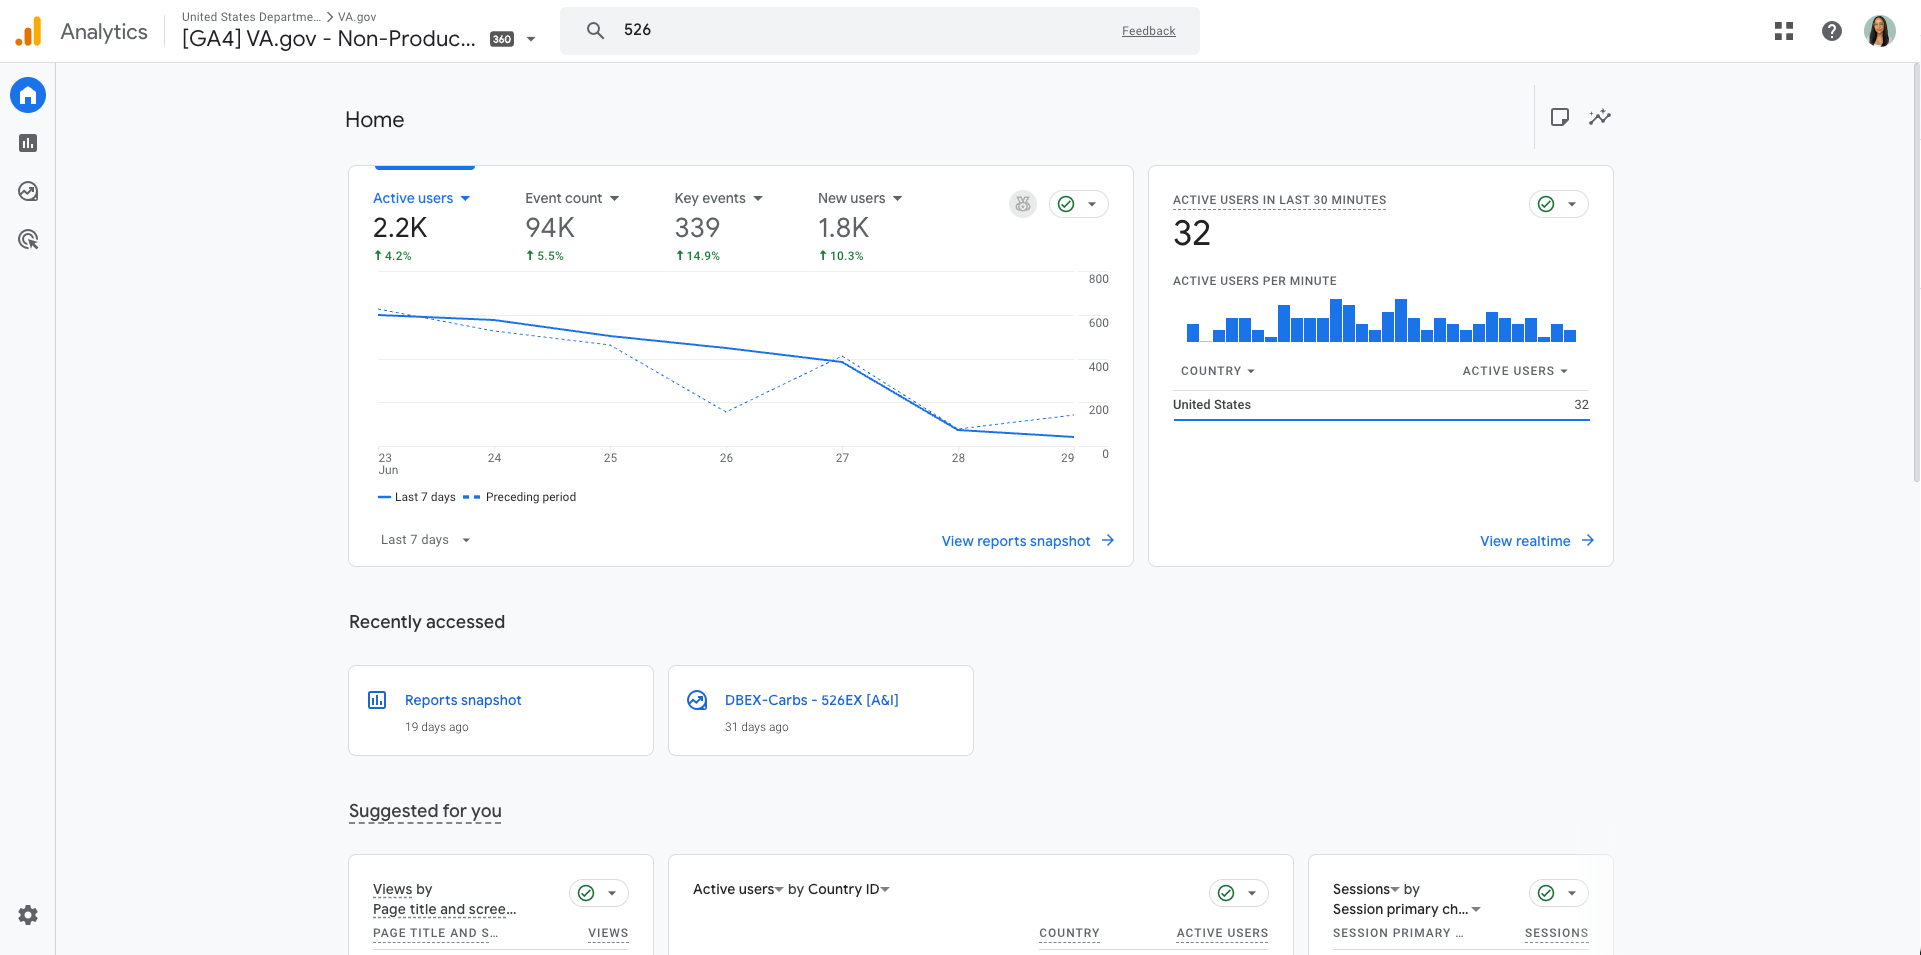 Analytics
United States Departme... > VA.gov
[GA4] VA.gov - Non-Produc... 360
526
Feedback
Home
Active users
2.2K
4.2%
Event count
94K
5.5%
Key events
339
14.9%
New users
1.8K
10.3%
800
600
400
200
0
23 24 25 26 27 28 29
Jun
Last 7 days Preceding period
Last 7 days
View reports snapshot
ACTIVE USERS IN LAST 30 MINUTES
32
ACTIVE USERS PER MINUTE
COUNTRY ACTIVE USERS
United States 32
View realtime
Recently accessed
Reports snapshot
19 days ago
DBEX-Carbs - 526EX [A&I]
31 days ago
Suggested for you
Views by
Page title and scree...
PAGE TITLE AND S... VIEWS
Active users by Country ID
COUNTRY ACTIVE USERS
Sessions by
Session primary ch...
SESSION PRIMARY ... SESSIONS